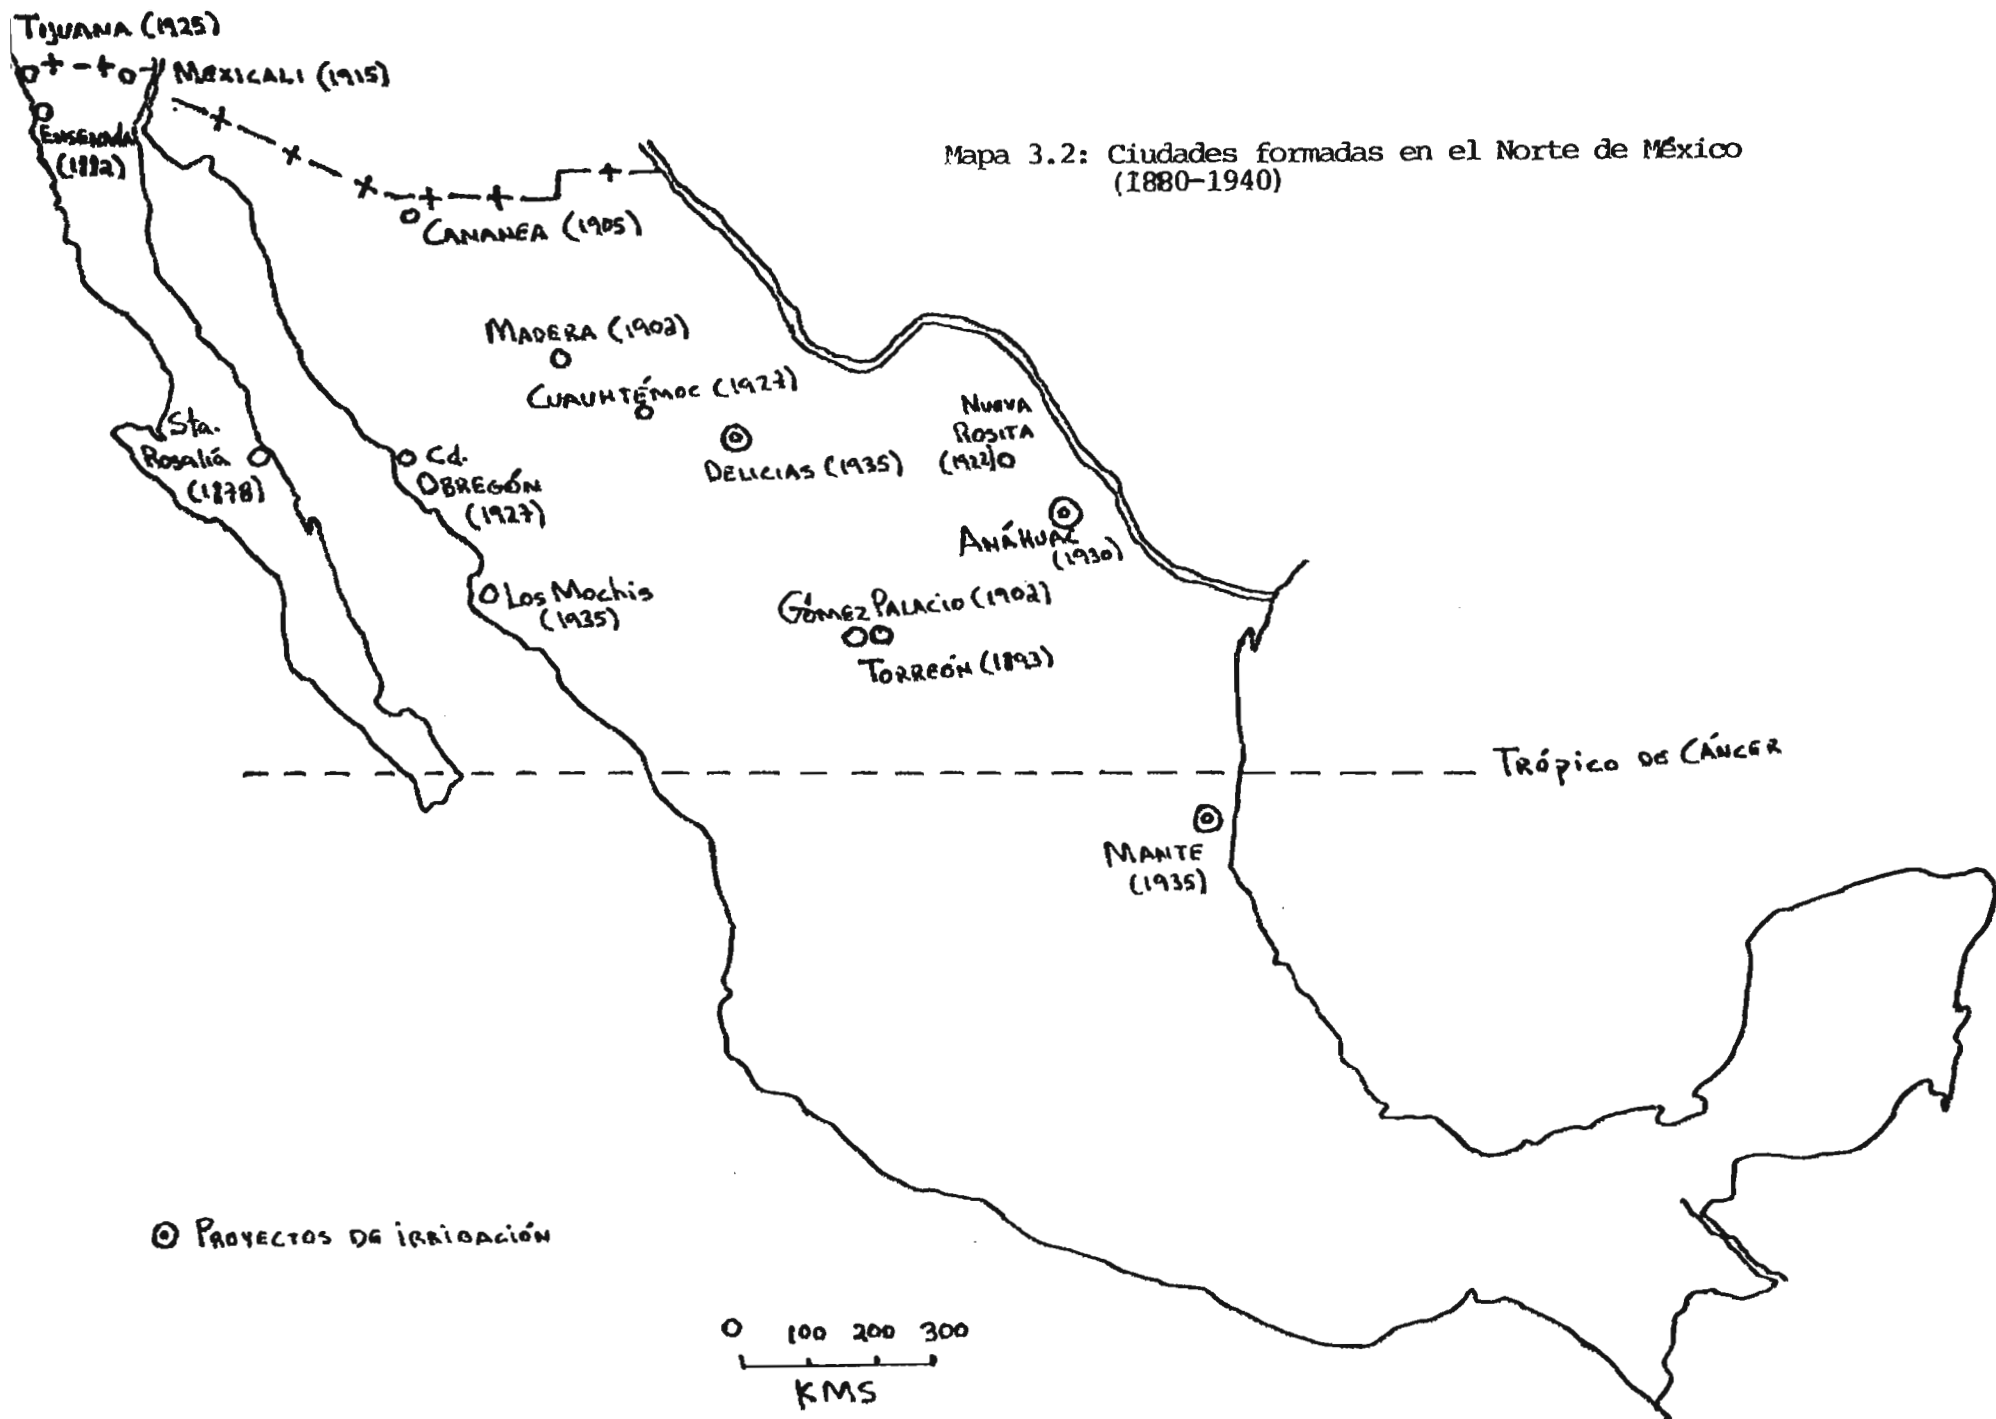 TIJUANA (1925)
MEXICALI (1915)
ENSENADA
(1882)
Mapa 3.2: Ciudades formadas en el Norte de México
(1880-1940)
CANANEA (1905)
MADERA (1902)
CUAUHTÉMOC (1927)
NUEVA
ROSITA
(1922)
Sta.
Rosalía
(1878)
Cd.
OBREGÓN
(1927)
DELICIAS (1935)
ANÁHUAC
(1930)
Los Mochis
(1935)
GÓMEZ PALACIO (1902)
TORREÓN (1893)
TRÓPICO DE CÁNCER
MANTE
(1935)
PROYECTOS DE IRRIGACIÓN
0 100 200 300
KMS